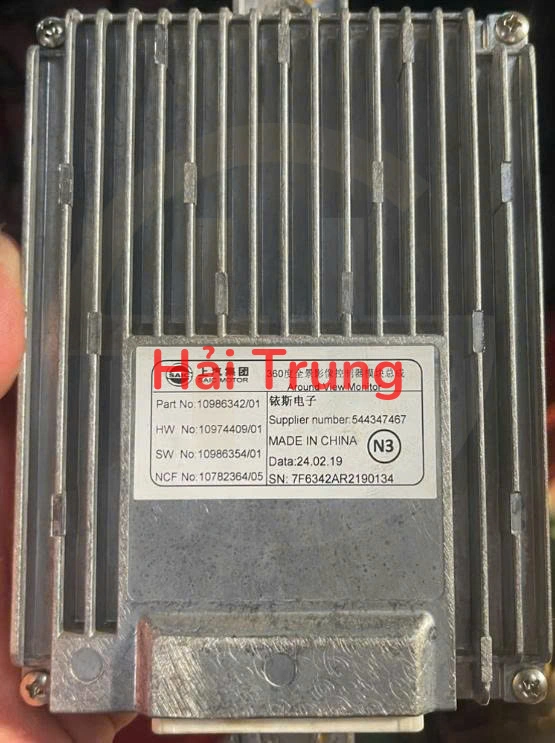 Hải Trung
SAIC
上汽集团
SAIC MOTOR
360度全景影像控制器模块总成
Around View Monitor
Part No:10986342/01
铱斯电子
Supplier number:544347467
HW No:10974409/01
MADE IN CHINA
N3
SW No:10986354/01
Data:24.02.19
NCF No:10782364/05
SN: 7F6342AR2190134